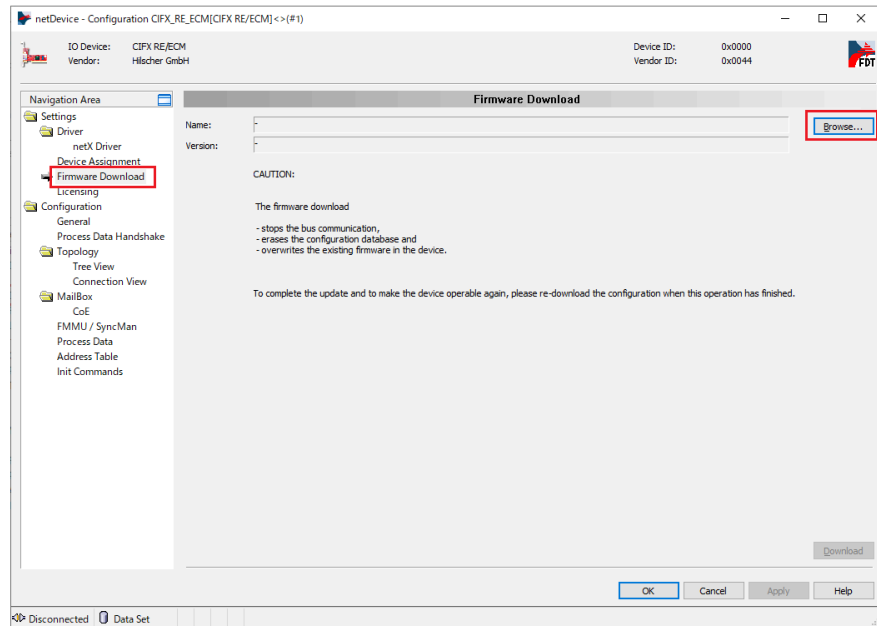 netDevice - Configuration CIFX_RE_ECM[CIFX RE/ECM]<>(#1)
IO Device: CIFX RE/ECM Device ID: 0x0000
Vendor: Hilscher GmbH Vendor ID: 0x0044
FDT
Navigation Area
Firmware Download
Settings
Driver
netX Driver
Device Assignment
Firmware Download
Licensing
Configuration
General
Process Data Handshake
Topology
Tree View
Connection View
MailBox
CoE
FMMU / SyncMan
Process Data
Address Table
Init Commands
Name: - Browse...
Version: -
CAUTION:
The firmware download
- stops the bus communication,
- erases the configuration database and
- overwrites the existing firmware in the device.
To complete the update and to make the device operable again, please re-download the configuration when this operation has finished.
Download
OK Cancel Apply Help
Disconnected Data Set